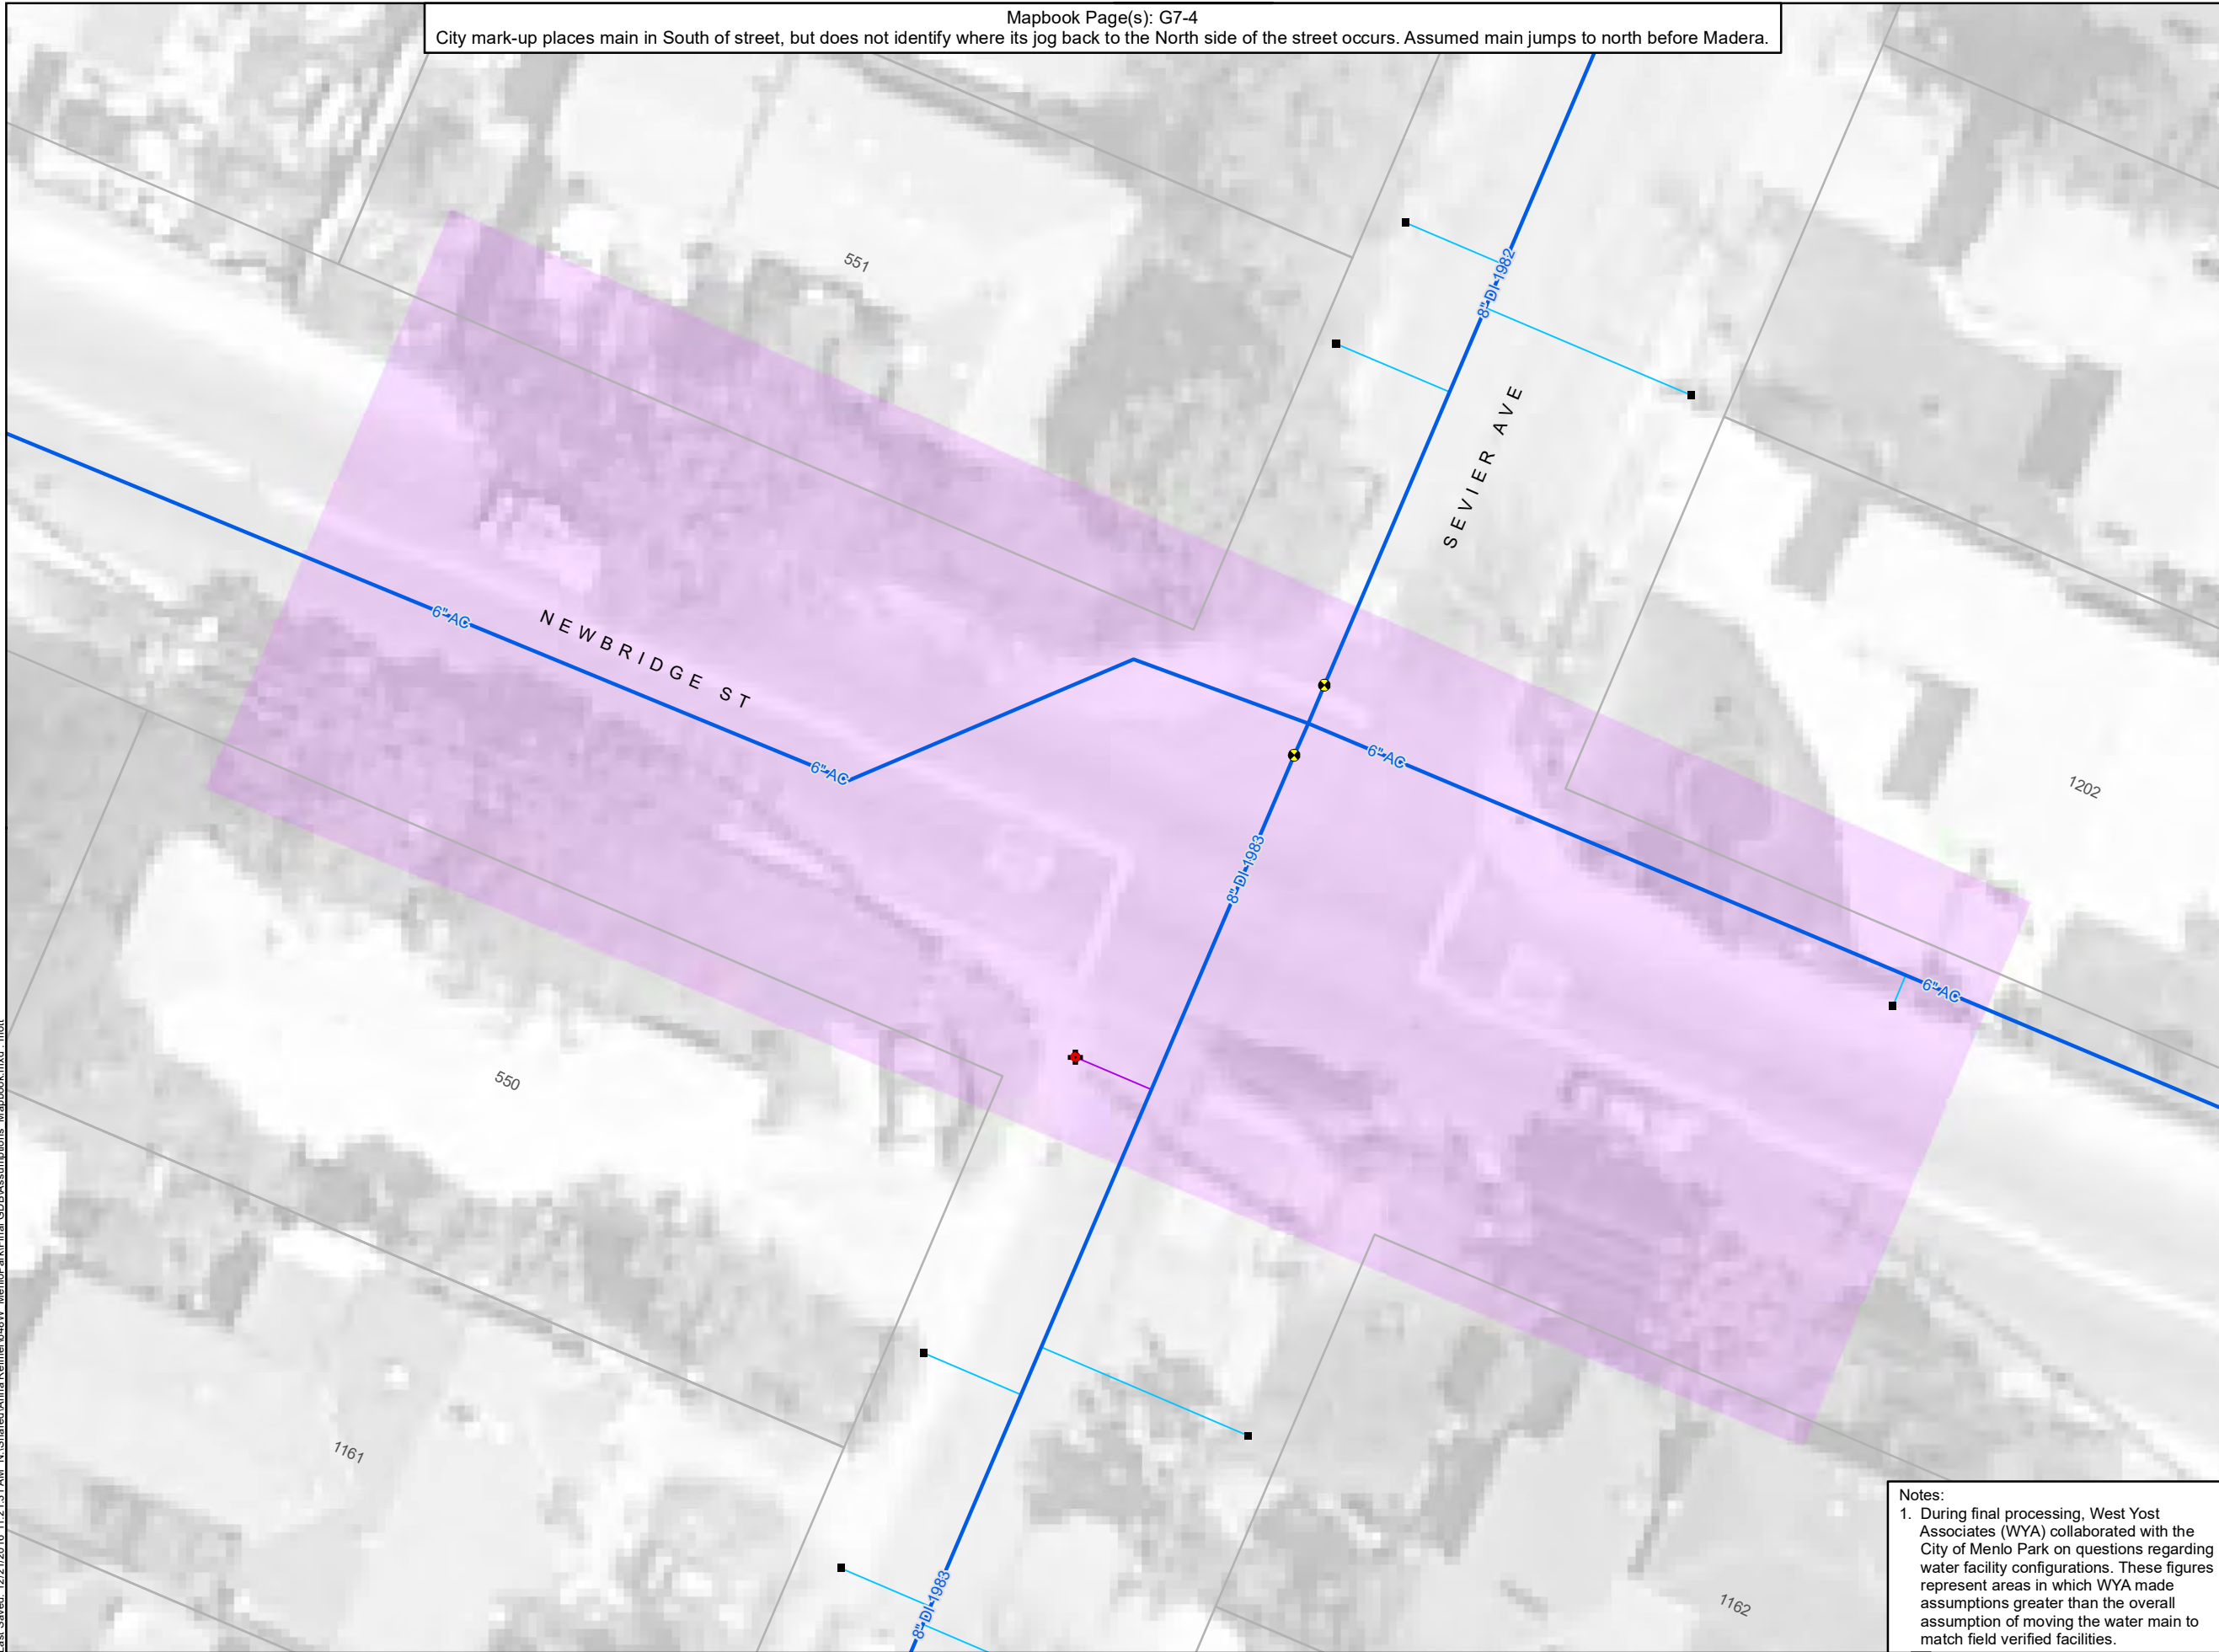 Mapbook Page(s): G7-4
City mark-up places main in South of street, but does not identify where its jog back to the North side of the street occurs. Assumed main jumps to north before Madera.
551
8" DI-1982
SEVIER AVE
6" AC
NEWBRIDGE ST
6" AC
6" AC
1202
8" DI-1983
6" AC
550
1161
8" DI-1983
1162
Notes:
1. During final processing, West Yost
Associates (WYA) collaborated with the
City of Menlo Park on questions regarding
water facility configurations. These figures
represent areas in which WYA made
assumptions greater than the overall
assumption of moving the water main to
match field verified facilities.